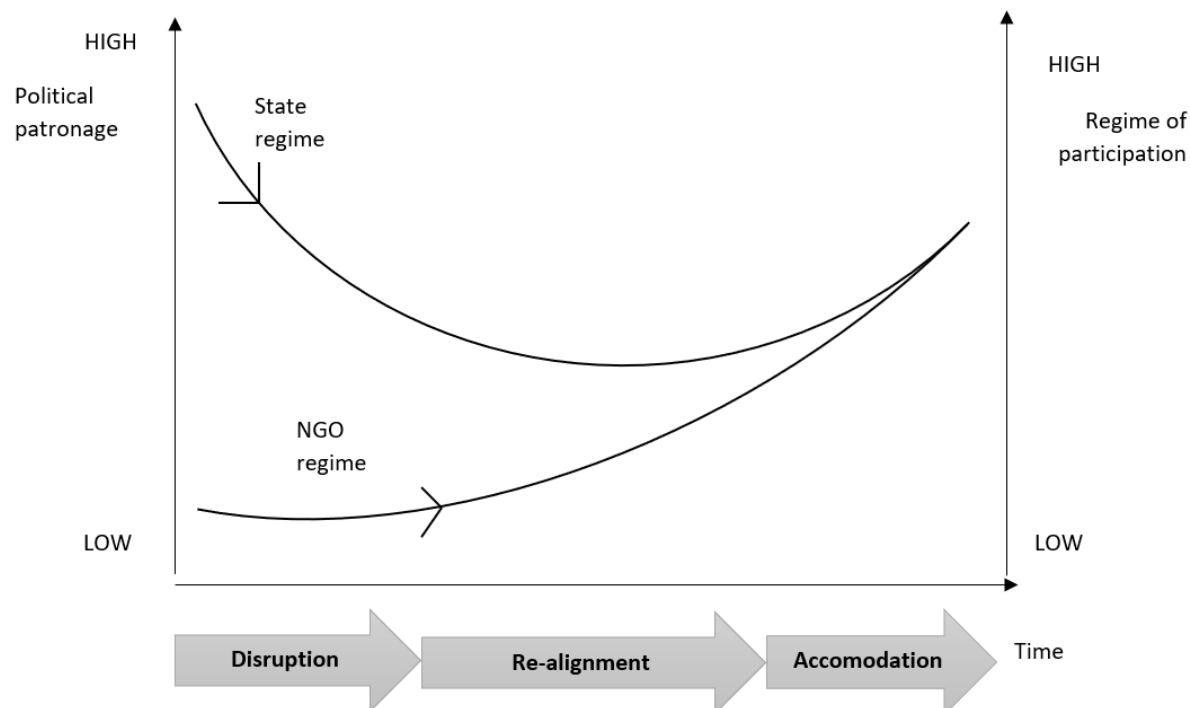 HIGH
Political
patronage
State
regime
HIGH
Regime of
participation
NGO
regime
LOW
LOW
Disruption
Re-alignment
Accomodation
Time